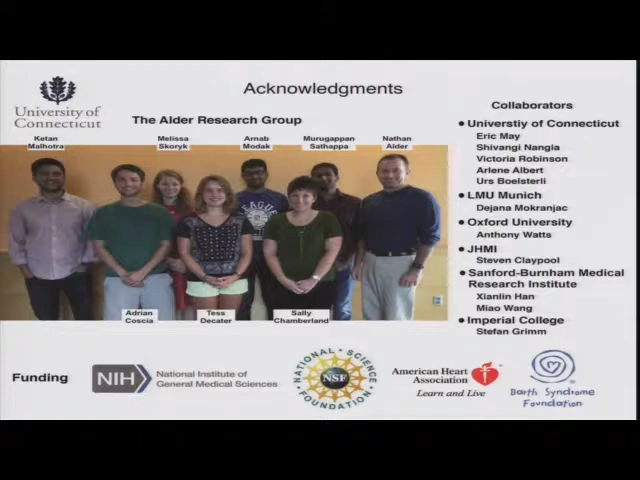 Acknowledgments
University of
Connecticut
The Alder Research Group
Ketan
Malhotra
Melissa
Skoryk
Arnab
Modak
Murugappan
Sathappa
Nathan
Alder
LEAGUE
Adrian
Coscia
Tess
Decater
Sally
Chamberland
Collaborators
• Universtiy of Connecticut
Eric May
Shivangi Nangia
Victoria Robinson
Arlene Albert
Urs Boelsterli
• LMU Munich
Dejana Mokranjac
• Oxford University
Anthony Watts
• JHMI
Steven Claypool
• Sanford-Burnham Medical
Research Institute
Xianlin Han
Miao Wang
• Imperial College
Stefan Grimm
Funding
NIH
National Institute of
General Medical Sciences
NATIONAL SCIENCE
NSF
FOUNDATION
American Heart
Association
Learn and Live
Barth Syndrome
Foundation